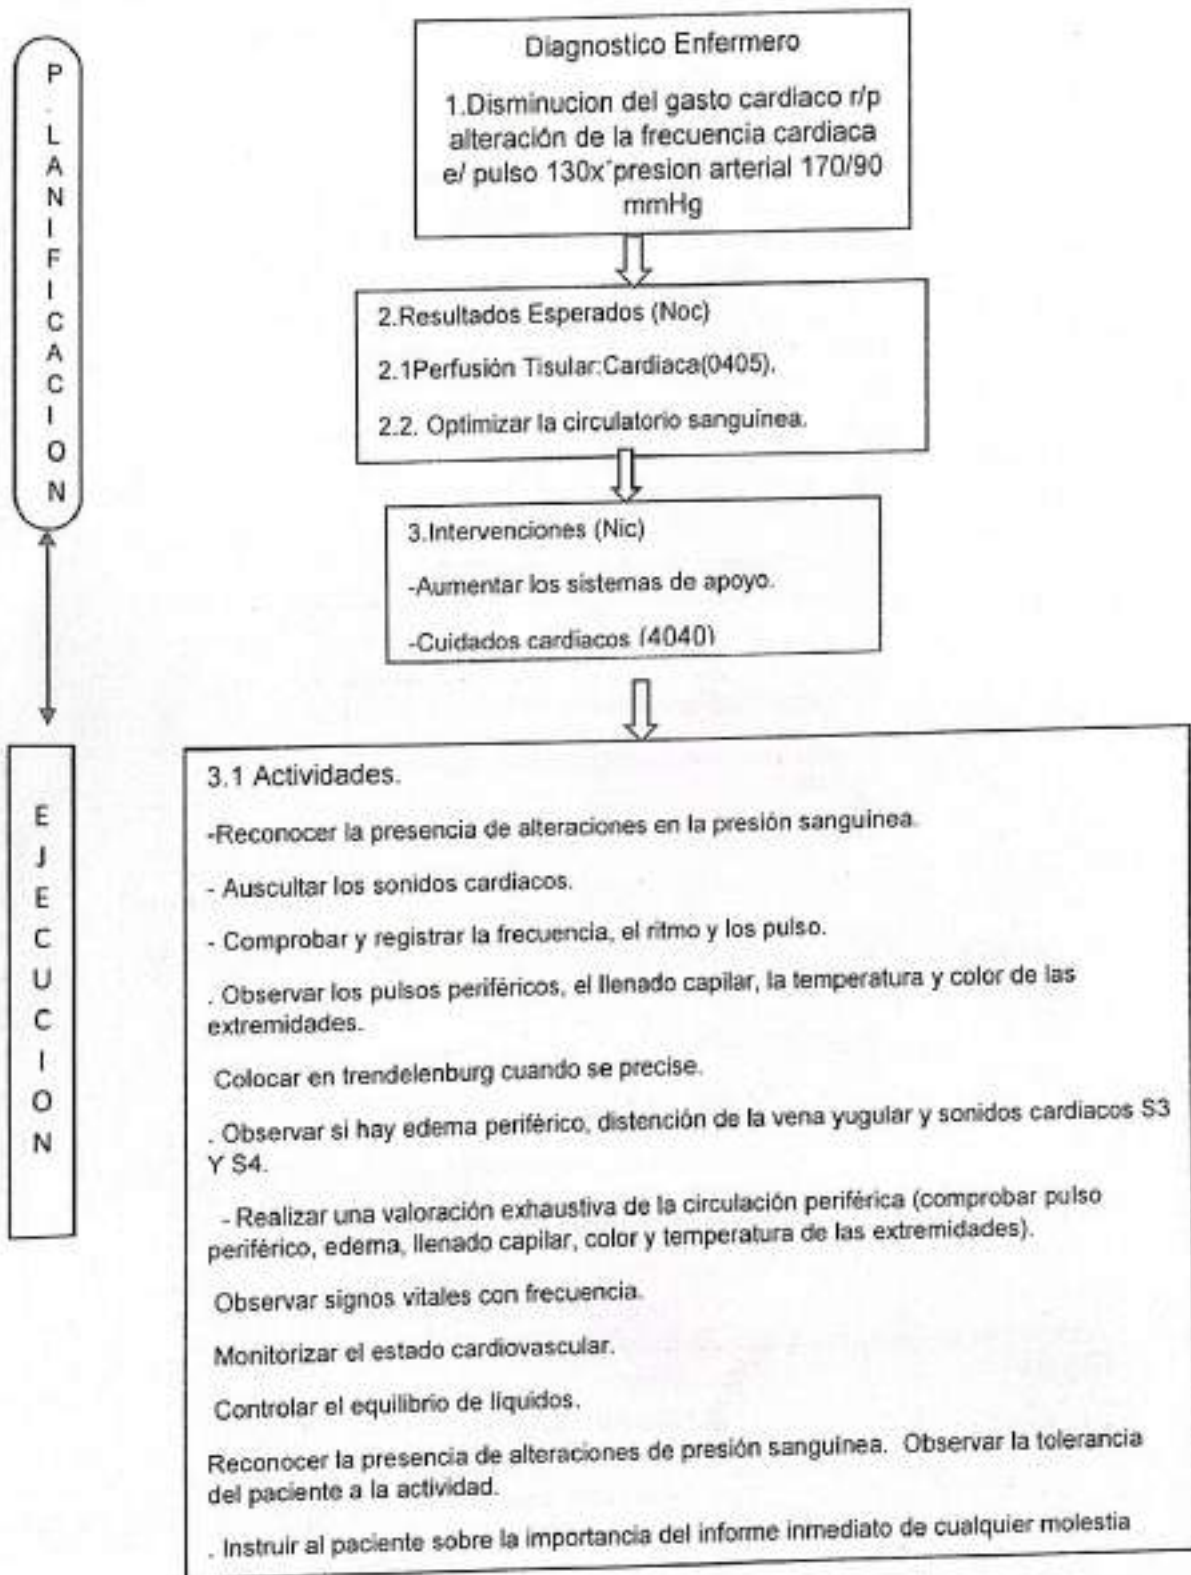 P
.
L
A
N
I
F
I
C
A
C
I
O
N
Diagnostico Enfermero
1.Disminucion del gasto cardiaco r/p
alteración de la frecuencia cardiaca
e/ pulso 130x´presion arterial 170/90
mmHg
2.Resultados Esperados (Noc)
2.1Perfusión Tisular:Cardiaca(0405).
2.2. Optimizar la circulatorio sanguínea.
3.Intervenciones (Nic)
-Aumentar los sistemas de apoyo.
-Cuidados cardiacos (4040)
E
J
E
C
U
C
I
O
N
3.1 Actividades.
-Reconocer la presencia de alteraciones en la presión sanguínea.
- Auscultar los sonidos cardiacos.
- Comprobar y registrar la frecuencia, el ritmo y los pulso.
. Observar los pulsos periféricos, el llenado capilar, la temperatura y color de las
extremidades.
Colocar en trendelenburg cuando se precise.
. Observar si hay edema periférico, distención de la vena yugular y sonidos cardiacos S3
Y S4.
- Realizar una valoración exhaustiva de la circulación periférica (comprobar pulso
periférico, edema, llenado capilar, color y temperatura de las extremidades).
Observar signos vitales con frecuencia.
Monitorizar el estado cardiovascular.
Controlar el equilibrio de líquidos.
Reconocer la presencia de alteraciones de presión sanguínea. Observar la tolerancia
del paciente a la actividad.
. Instruir al paciente sobre la importancia del informe inmediato de cualquier molestia